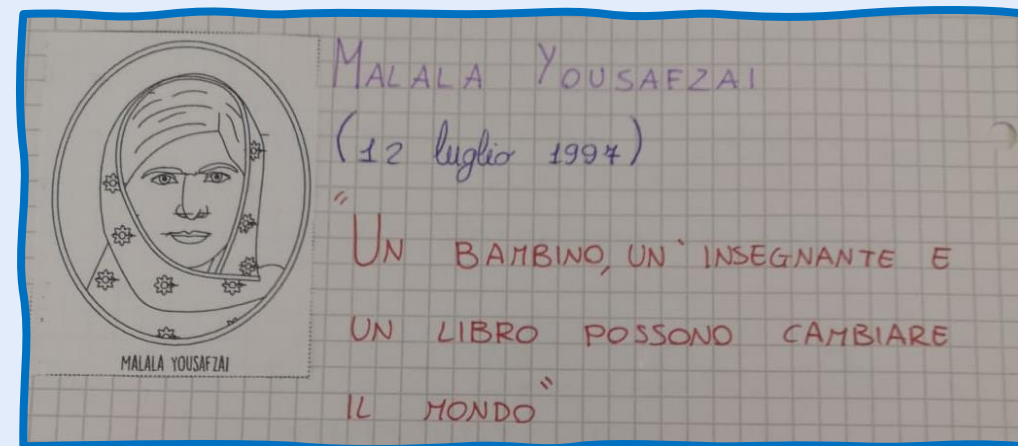 MALALA YOUSAFZAI
(12 luglio 1997)
"UN BAMBINO, UN'INSEGNANTE E
UN LIBRO POSSONO CAMBIARE
IL MONDO"
MALALA YOUSAFZAI